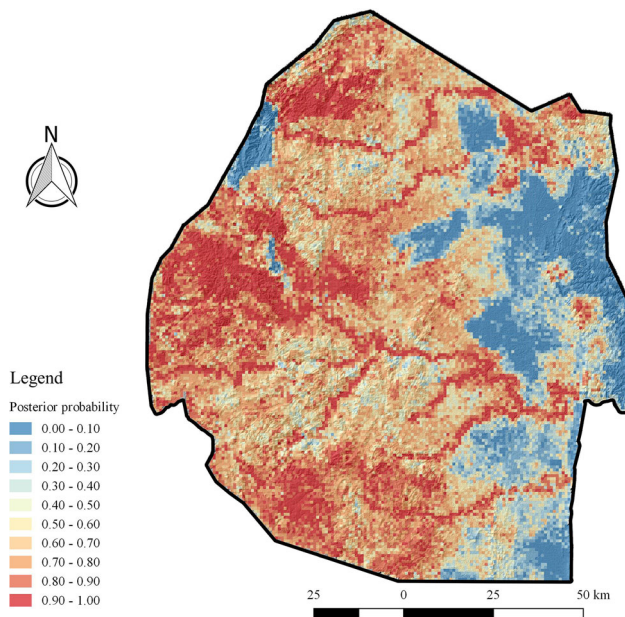 N
Legend
Posterior probability
0.00 - 0.10
0.10 - 0.20
0.20 - 0.30
0.30 - 0.40
0.40 - 0.50
0.50 - 0.60
0.60 - 0.70
0.70 - 0.80
0.80 - 0.90
0.90 - 1.00
25 0 25 50 km